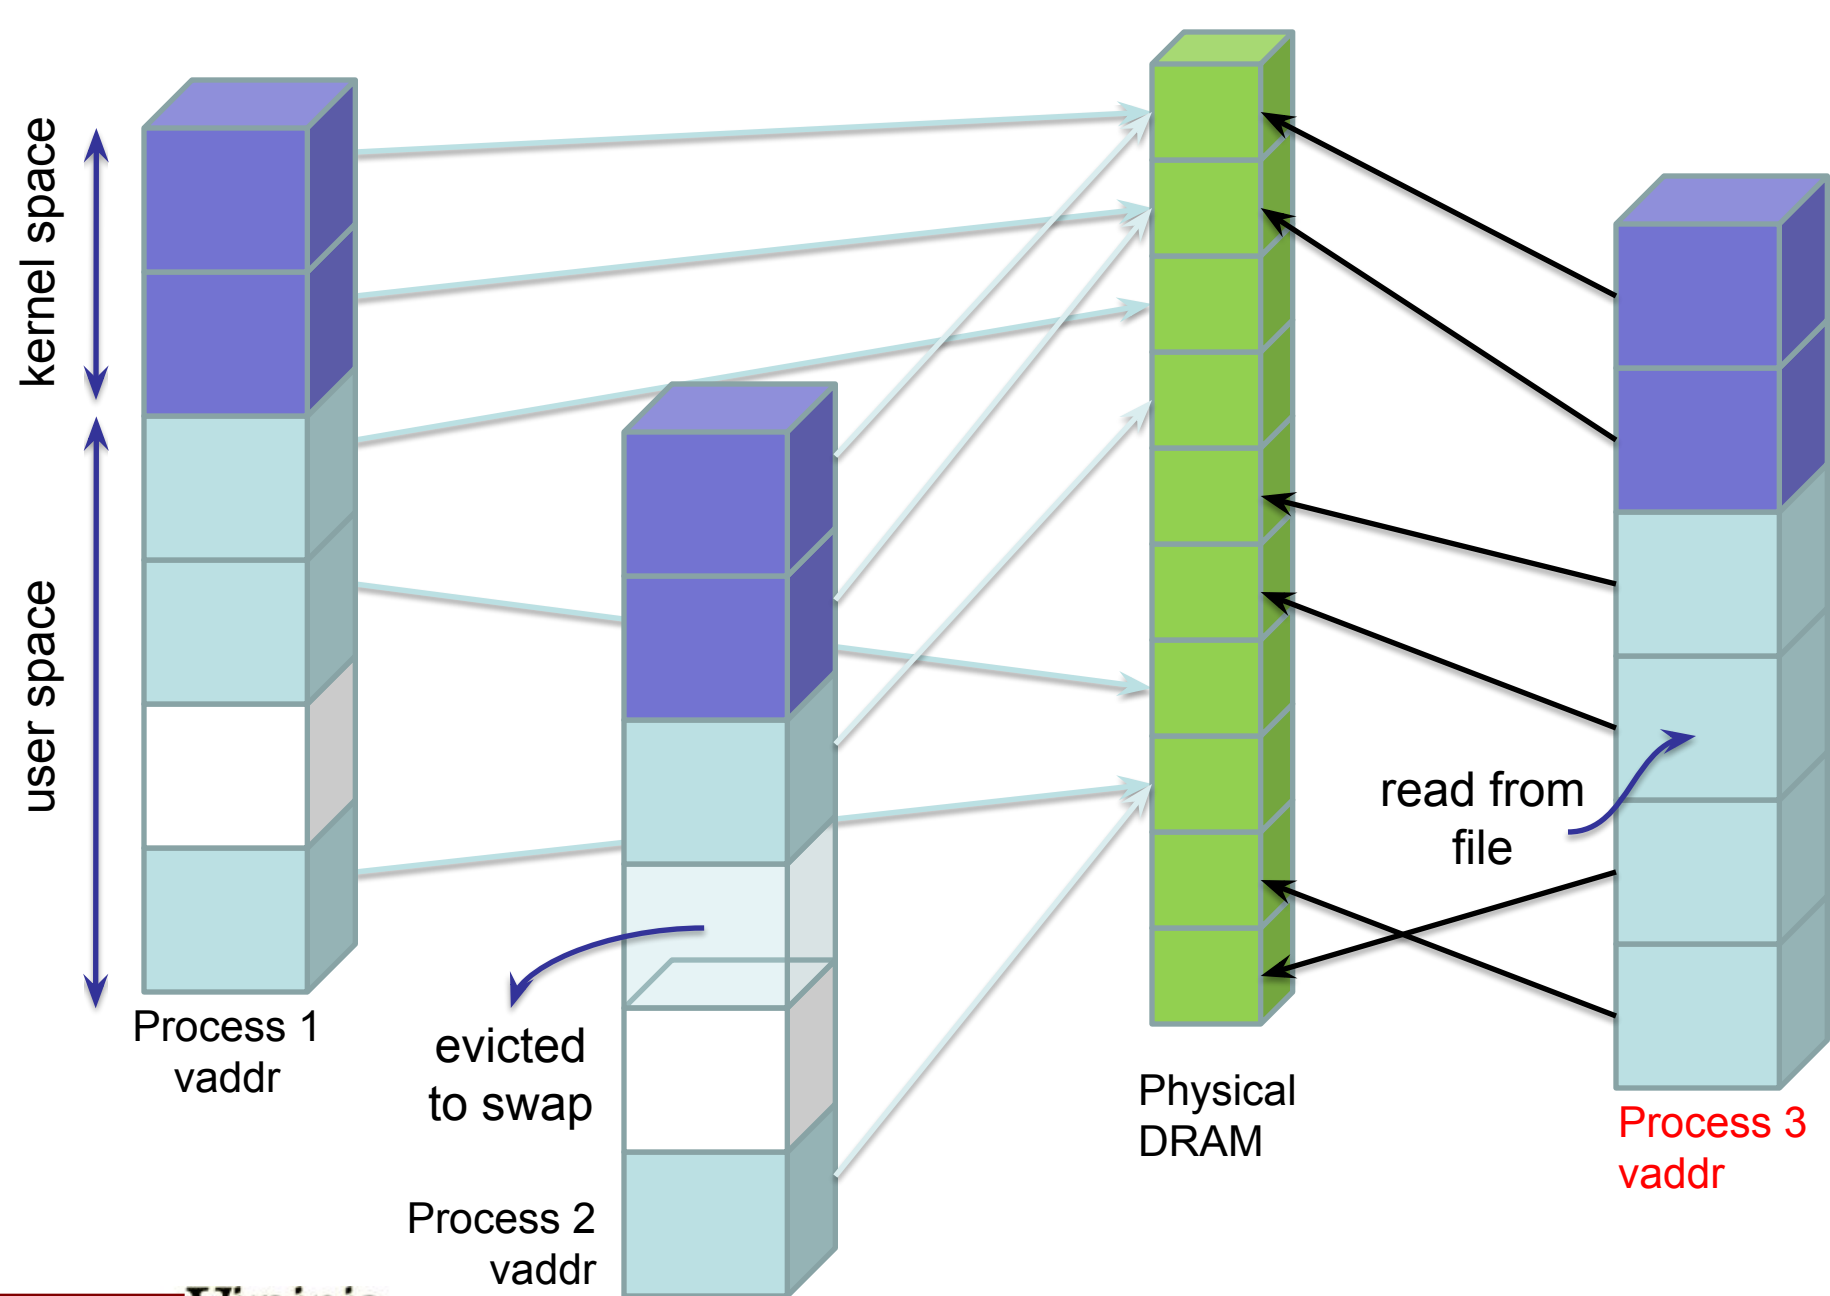 kernel space
user space
Process 1
vaddr
evicted
to swap
Process 2
vaddr
Physical
DRAM
read from
file
Process 3
vaddr